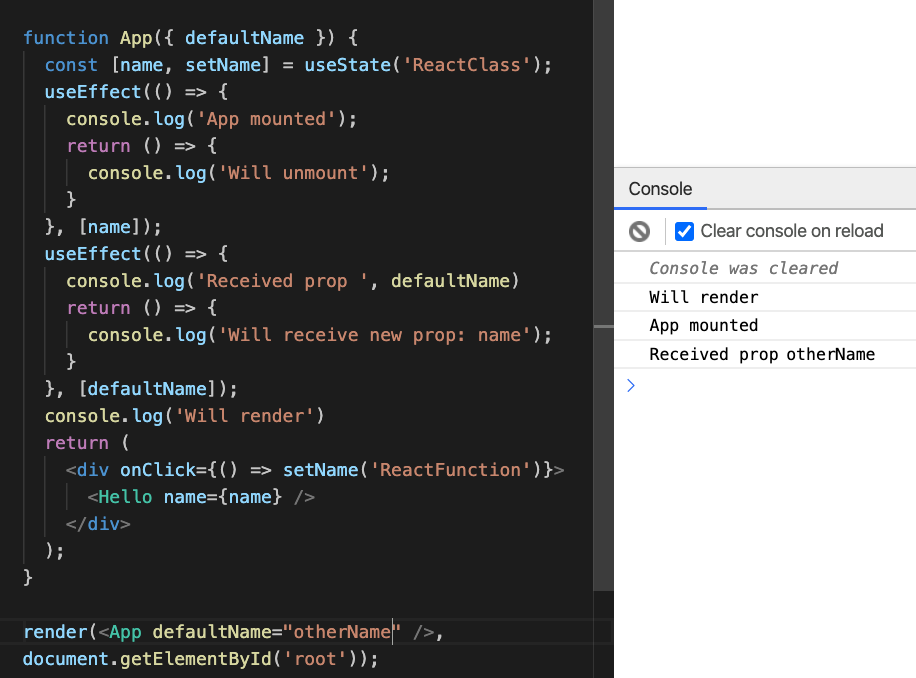 function App({ defaultName }) {
const [name, setName] = useState('ReactClass');
useEffect(() => {
console.log('App mounted');
return () => {
console.log('Will unmount');
}
}, [name]);
useEffect(() => {
console.log('Received prop ', defaultName)
return () => {
console.log('Will receive new prop: name');
}
}, [defaultName]);
console.log('Will render')
return (
<div onClick={() => setName('ReactFunction')}>
<Hello name={name} />
</div>
);
}
render(<App defaultName="otherName" />,
document.getElementById('root'));
Console
Clear console on reload
Console was cleared
Will render
App mounted
Received prop otherName